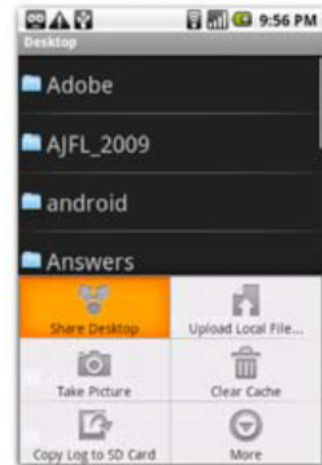 9:56 PM
Desktop
Adobe
AJFL_2009
android
Answers
Share Desktop
Upload Local File...
Take Picture
Clear Cache
Copy Log to SD Card
More